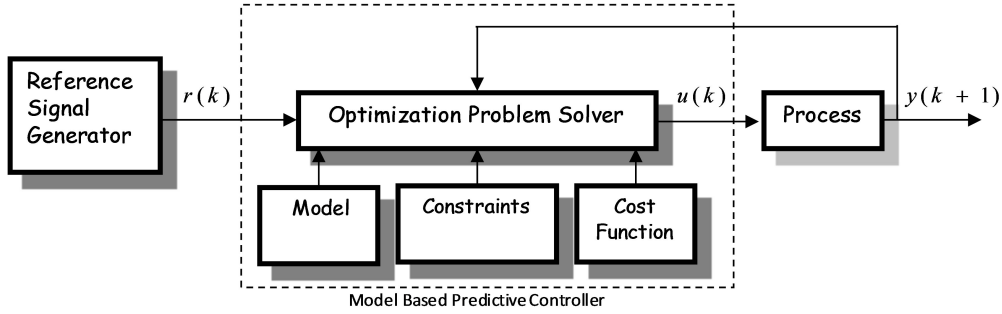 Reference
Signal
Generator
r(k)
Optimization Problem Solver
u(k)
Process
y(k + 1)
Model
Constraints
Cost
Function
Model Based Predictive Controller